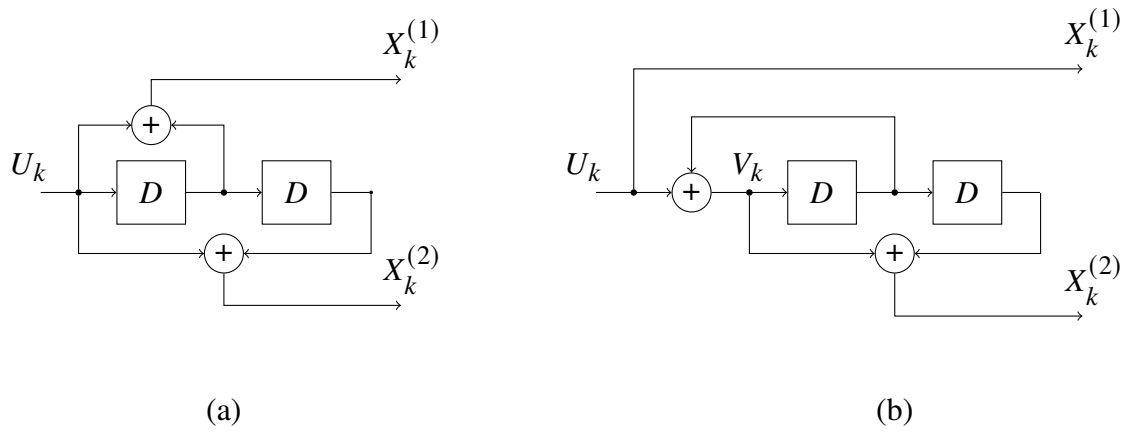 X_k^{(1)}
U_k
+
D
D
+
X_k^{(2)}
(a)
X_k^{(1)}
U_k
+
V_k
D
D
+
X_k^{(2)}
(b)